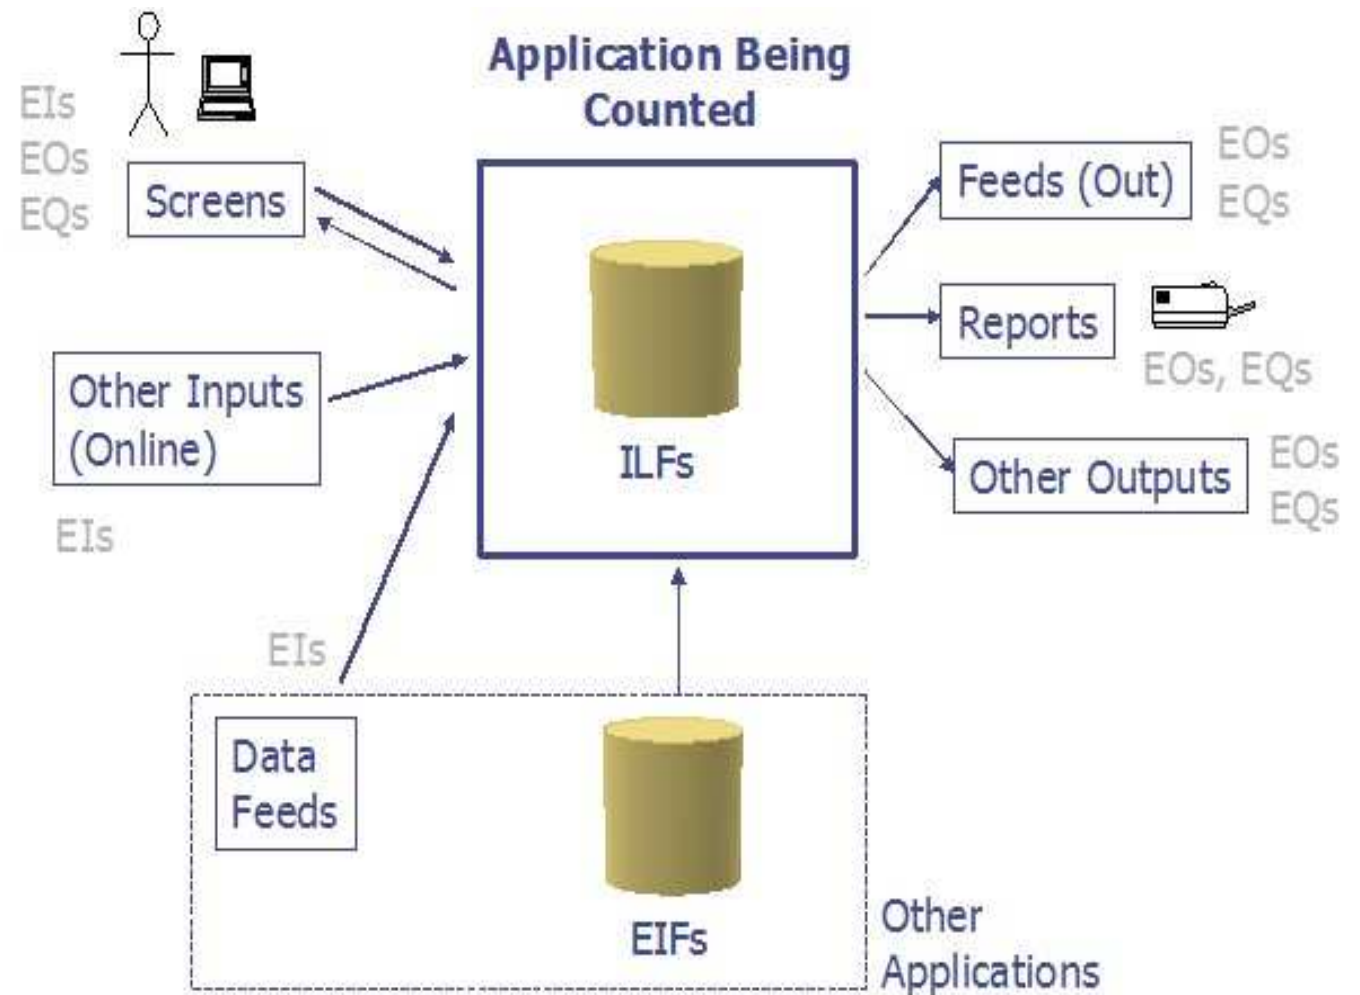 Application Being
Counted
EIs
EOs
EQs
Screens
Other Inputs
(Online)
EIs
ILFs
Feeds (Out)
EOs
EQs
Reports
EOs, EQs
Other Outputs
EOs
EQs
EIs
Data
Feeds
EIFs
Other
Applications